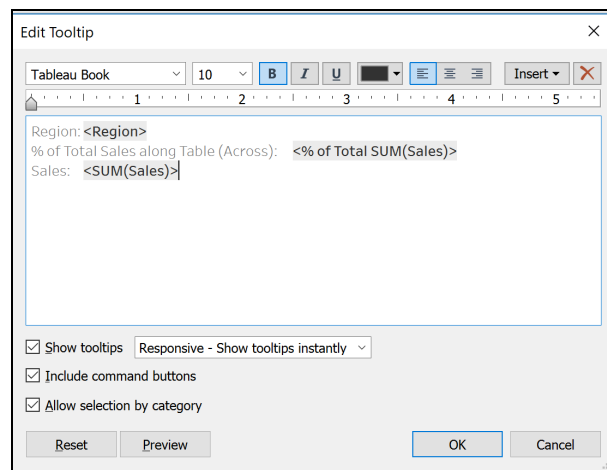 Edit Tooltip
Tableau Book 10 B I U Insert
1 2 3 4 5
Region: <Region>
% of Total Sales along Table (Across): <% of Total SUM(Sales)>
Sales: <SUM(Sales)>
Show tooltips Responsive - Show tooltips instantly
Include command buttons
Allow selection by category
Reset Preview OK Cancel